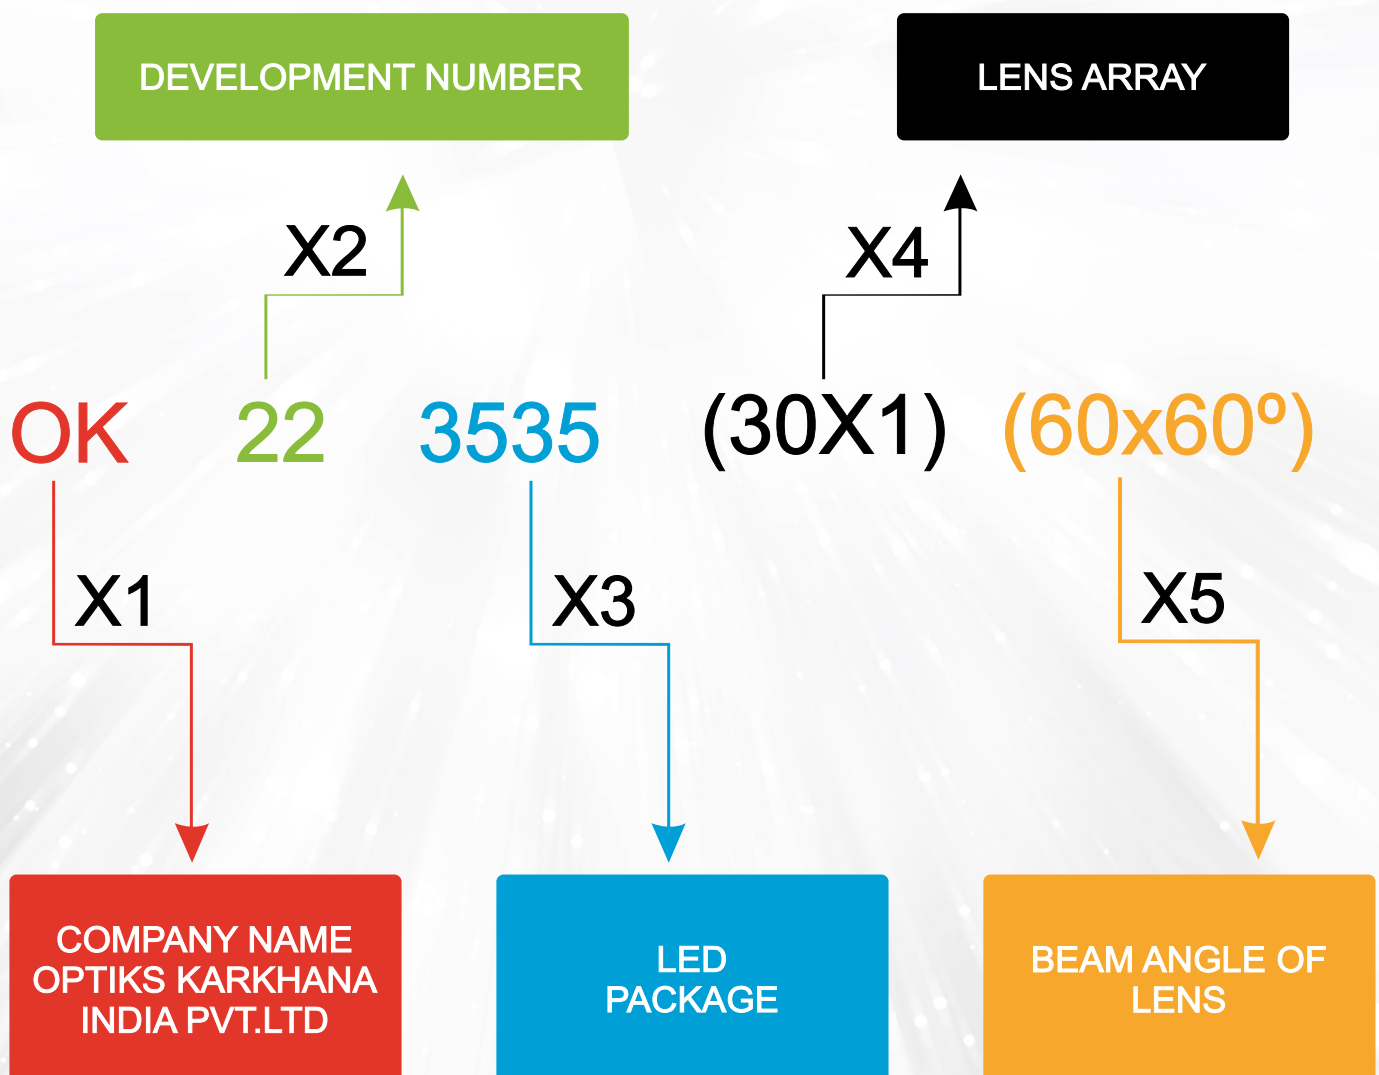 DEVELOPMENT NUMBER
LENS ARRAY
X2
X4
OK 22 3535 (30X1) (60x60º)
X1
X3
X5
COMPANY NAME
OPTIKS KARKHANA
INDIA PVT.LTD
LED
PACKAGE
BEAM ANGLE OF
LENS